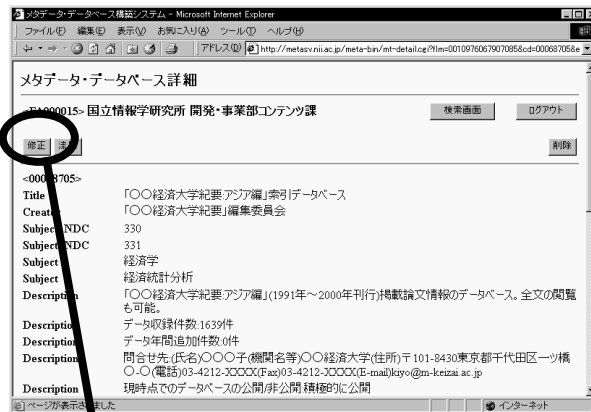 メタデータ・データベース構築システム - Microsoft Internet Explorer
ファイル(F) 編集(E) 表示(V) お気に入り(A) ツール(T) ヘルプ(H)
アドレス(D) http://metasv.nii.ac.jp/meta-bin/mt-detail.cgi?flm=0010976067907085&cd=00068705&e
メタデータ・データベース詳細
国立情報学研究所 開発・事業部コンテンツ課 検索画面 ログアウト
修正 削除
Title 「○○経済大学紀要.アジア編」索引データベース
Creator 「○○経済大学紀要」編集委員会
Subject NDC 330
Subject NDC 331
Subject 経済学
Subject 経済統計分析
Description 「○○経済大学紀要.アジア編」(1991年～2000年刊行)掲載論文情報のデータベース。全文の閲覧
も可能。
Description データ収録件数:1639件
Description データ年間追加件数:0件
Description 問合せ先:(氏名)○○○子(機関名等)○○経済大学(住所)〒101-8430東京都千代田区一ツ橋
○-○(電話)03-4212-XXXX(Fax)03-4212-XXXX(E-mail)kiyo@m-keizai.ac.jp
Description 現時点でのデータベースの公開/非公開:積極的に公開
ページが表示されました インターネット